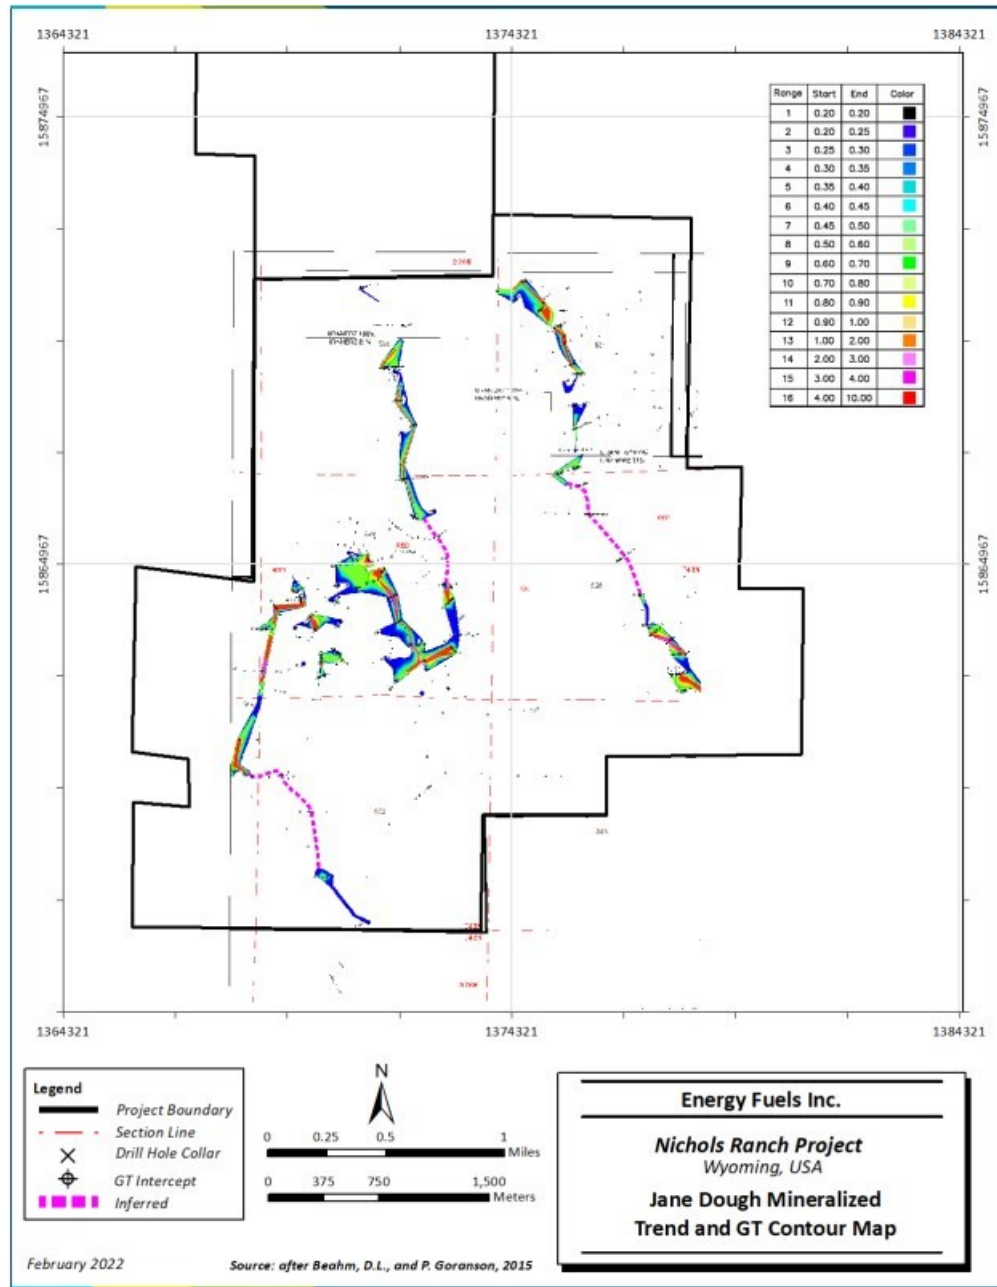 1364321 1374321 1384321
15874967
15874967
Range Start End Color
1 0.20 0.20
2 0.20 0.25
3 0.25 0.30
4 0.30 0.35
5 0.35 0.40
6 0.40 0.45
7 0.45 0.50
8 0.50 0.60
9 0.60 0.70
10 0.70 0.80
11 0.80 0.90
12 0.90 1.00
13 1.00 2.00
14 2.00 3.00
15 3.00 4.00
16 4.00 10.00
15864967
15864967
1364321 1374321 1384321
Legend
Project Boundary
Section Line
Drill Hole Collar
GT Intercept
Inferred
N
0 0.25 0.5 1
Miles
0 375 750 1,500
Meters
Energy Fuels Inc.
Nichols Ranch Project
Wyoming, USA
Jane Dough Mineralized
Trend and GT Contour Map
February 2022
Source: after Beahm, D.L., and P. Goranson, 2015